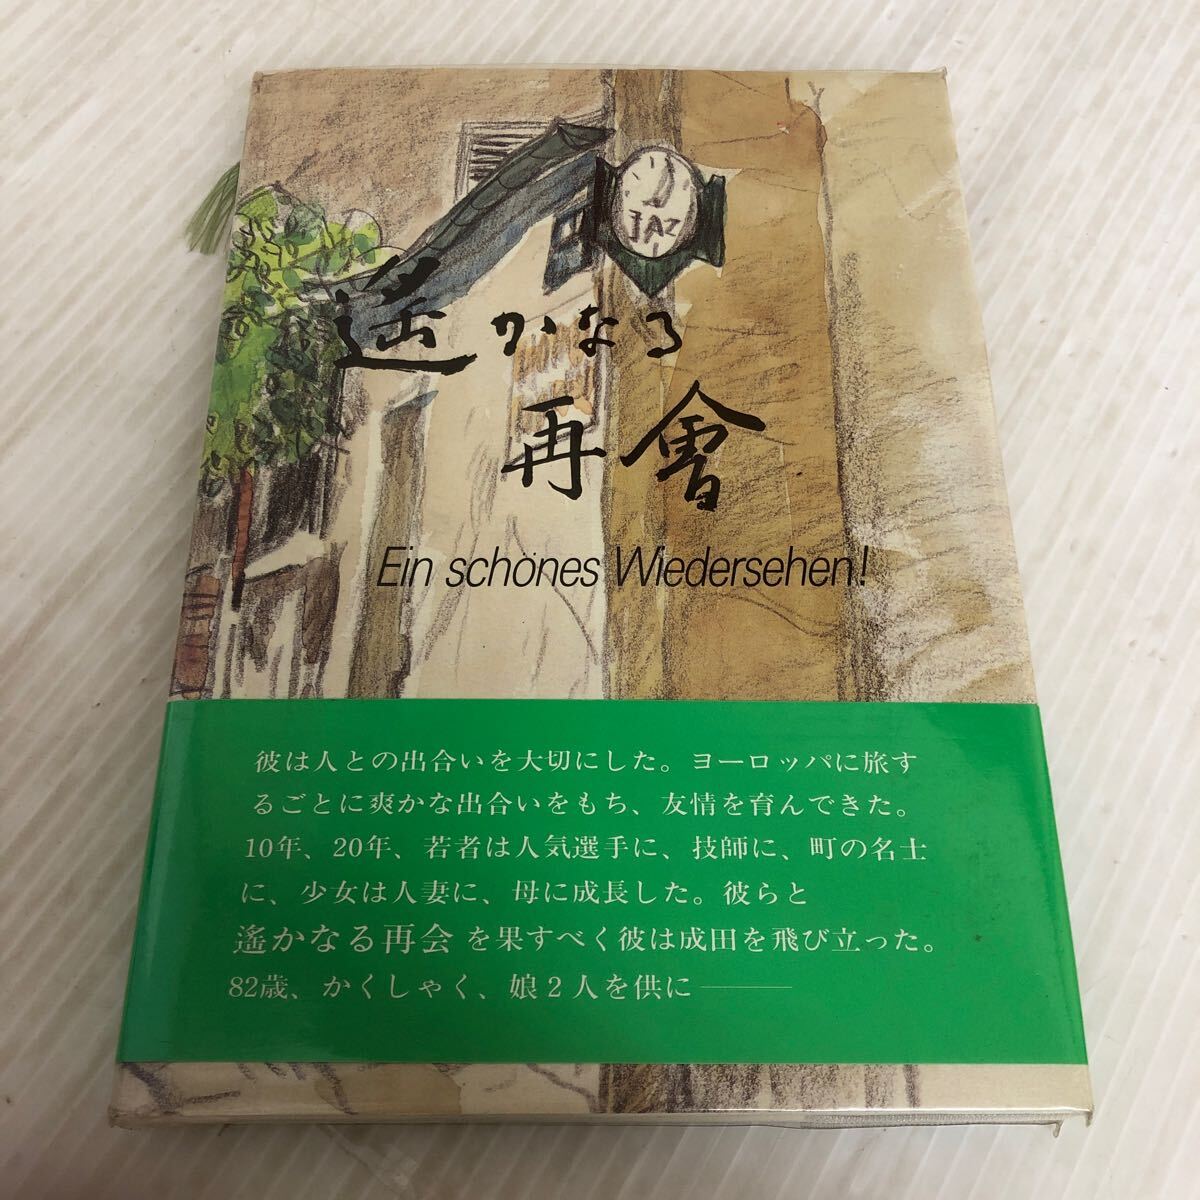 JAZ
遥かなる
再會
Ein schönes Wiedersehen!
彼は人との出合いを大切にした。ヨーロッパに旅す
るごとに爽かな出合いをもち、友情を育んできた。
10年、20年、若者は人気選手に、技師に、町の名士
に、少女は人妻に、母に成長した。彼らと
遙かなる再会 を果すべく彼は成田を飛び立った。
82歳、かくしゃく、娘2人を供に――